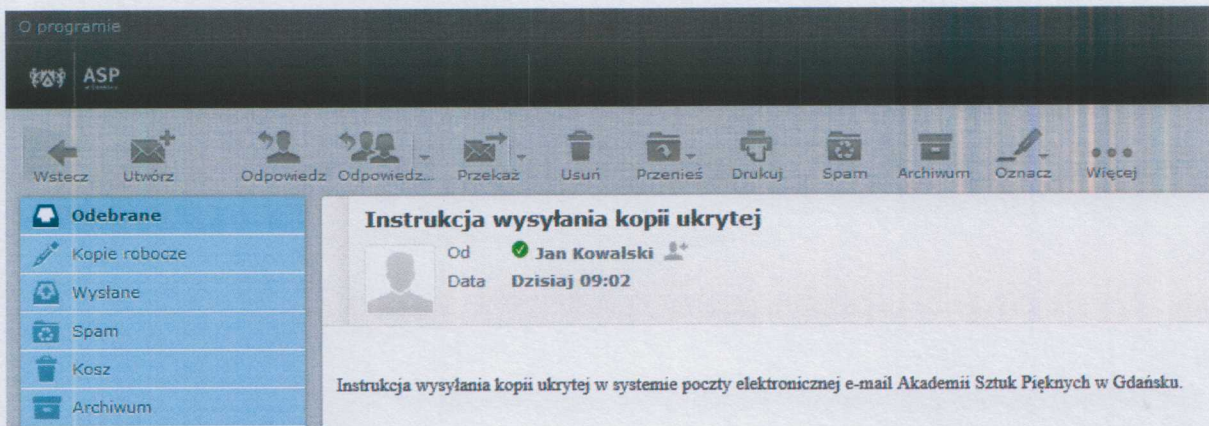 O programie
ASP
Wstecz Utwórz Odpowiedz Odpowiedz... Przekaż Usuń Przenieś Drukuj Spam Archiwum Oznacz Więcej
Odebrane
Kopie robocze
Wysłane
Spam
Kosz
Archiwum
Instrukcja wysyłania kopii ukrytej
Od Jan Kowalski
Data Dzisiaj 09:02
Instrukcja wysyłania kopii ukrytej w systemie poczty elektronicznej e-mail Akademii Sztuk Pięknych w Gdańsku.